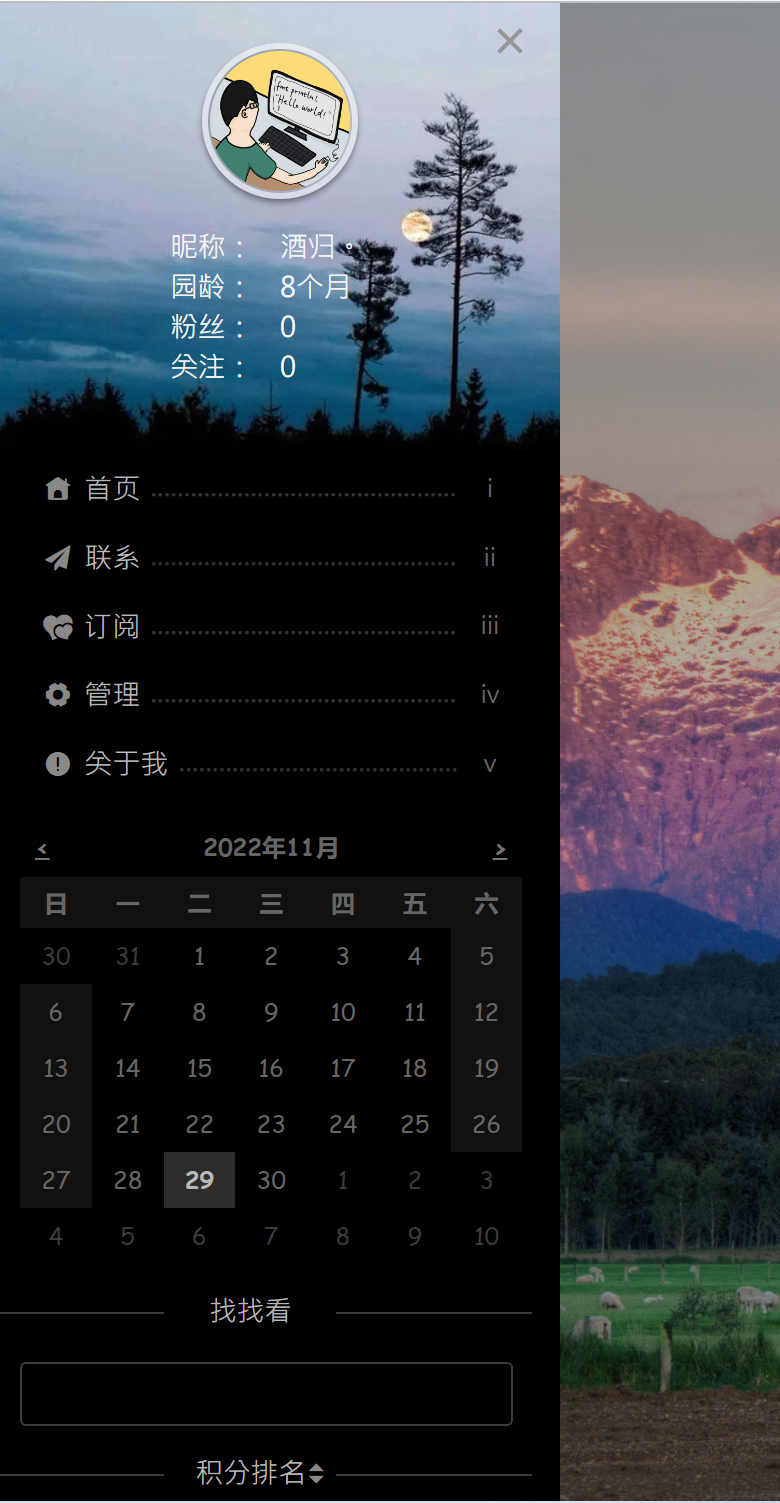 fmt println(
"Hello world!"
)
昵称： 酒归。
园龄： 8个月
粉丝： 0
关注： 0
首页 i
联系 ii
订阅 iii
管理 iv
关于我 v
< 2022年11月 >
日 一 二 三 四 五 六
30 31 1 2 3 4 5
6 7 8 9 10 11 12
13 14 15 16 17 18 19
20 21 22 23 24 25 26
27 28 29 30 1 2 3
4 5 6 7 8 9 10
找找看
积分排名